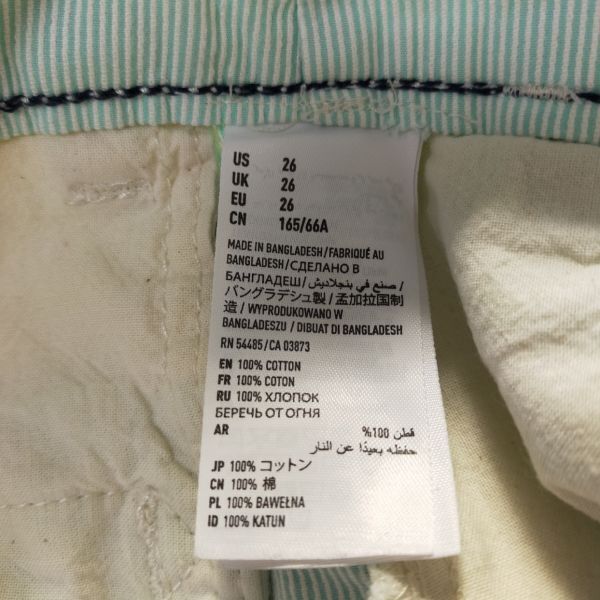 US 26
UK 26
EU 26
CN 165/66A
MADE IN BANGLADESH/FABRIQUÉ AU
BANGLADESH/СДЕЛАНО В
БАНГЛАДЕШ/صنع في بنجلاديش/
バングラデシュ製/孟加拉国制
造/WYPRODUKOWANO W
BANGLADESZU/DIBUAT DI BANGLADESH
RN 54485/CA 03873
EN 100% COTTON
FR 100% COTON
RU 100% ХЛОПОК
БЕРЕЧЬ ОТ ОГНЯ
AR قطن 100%
حفظه بعيدًا عن النار
JP 100% コットン
CN 100% 棉
PL 100% BAWEŁNA
ID 100% KATUN